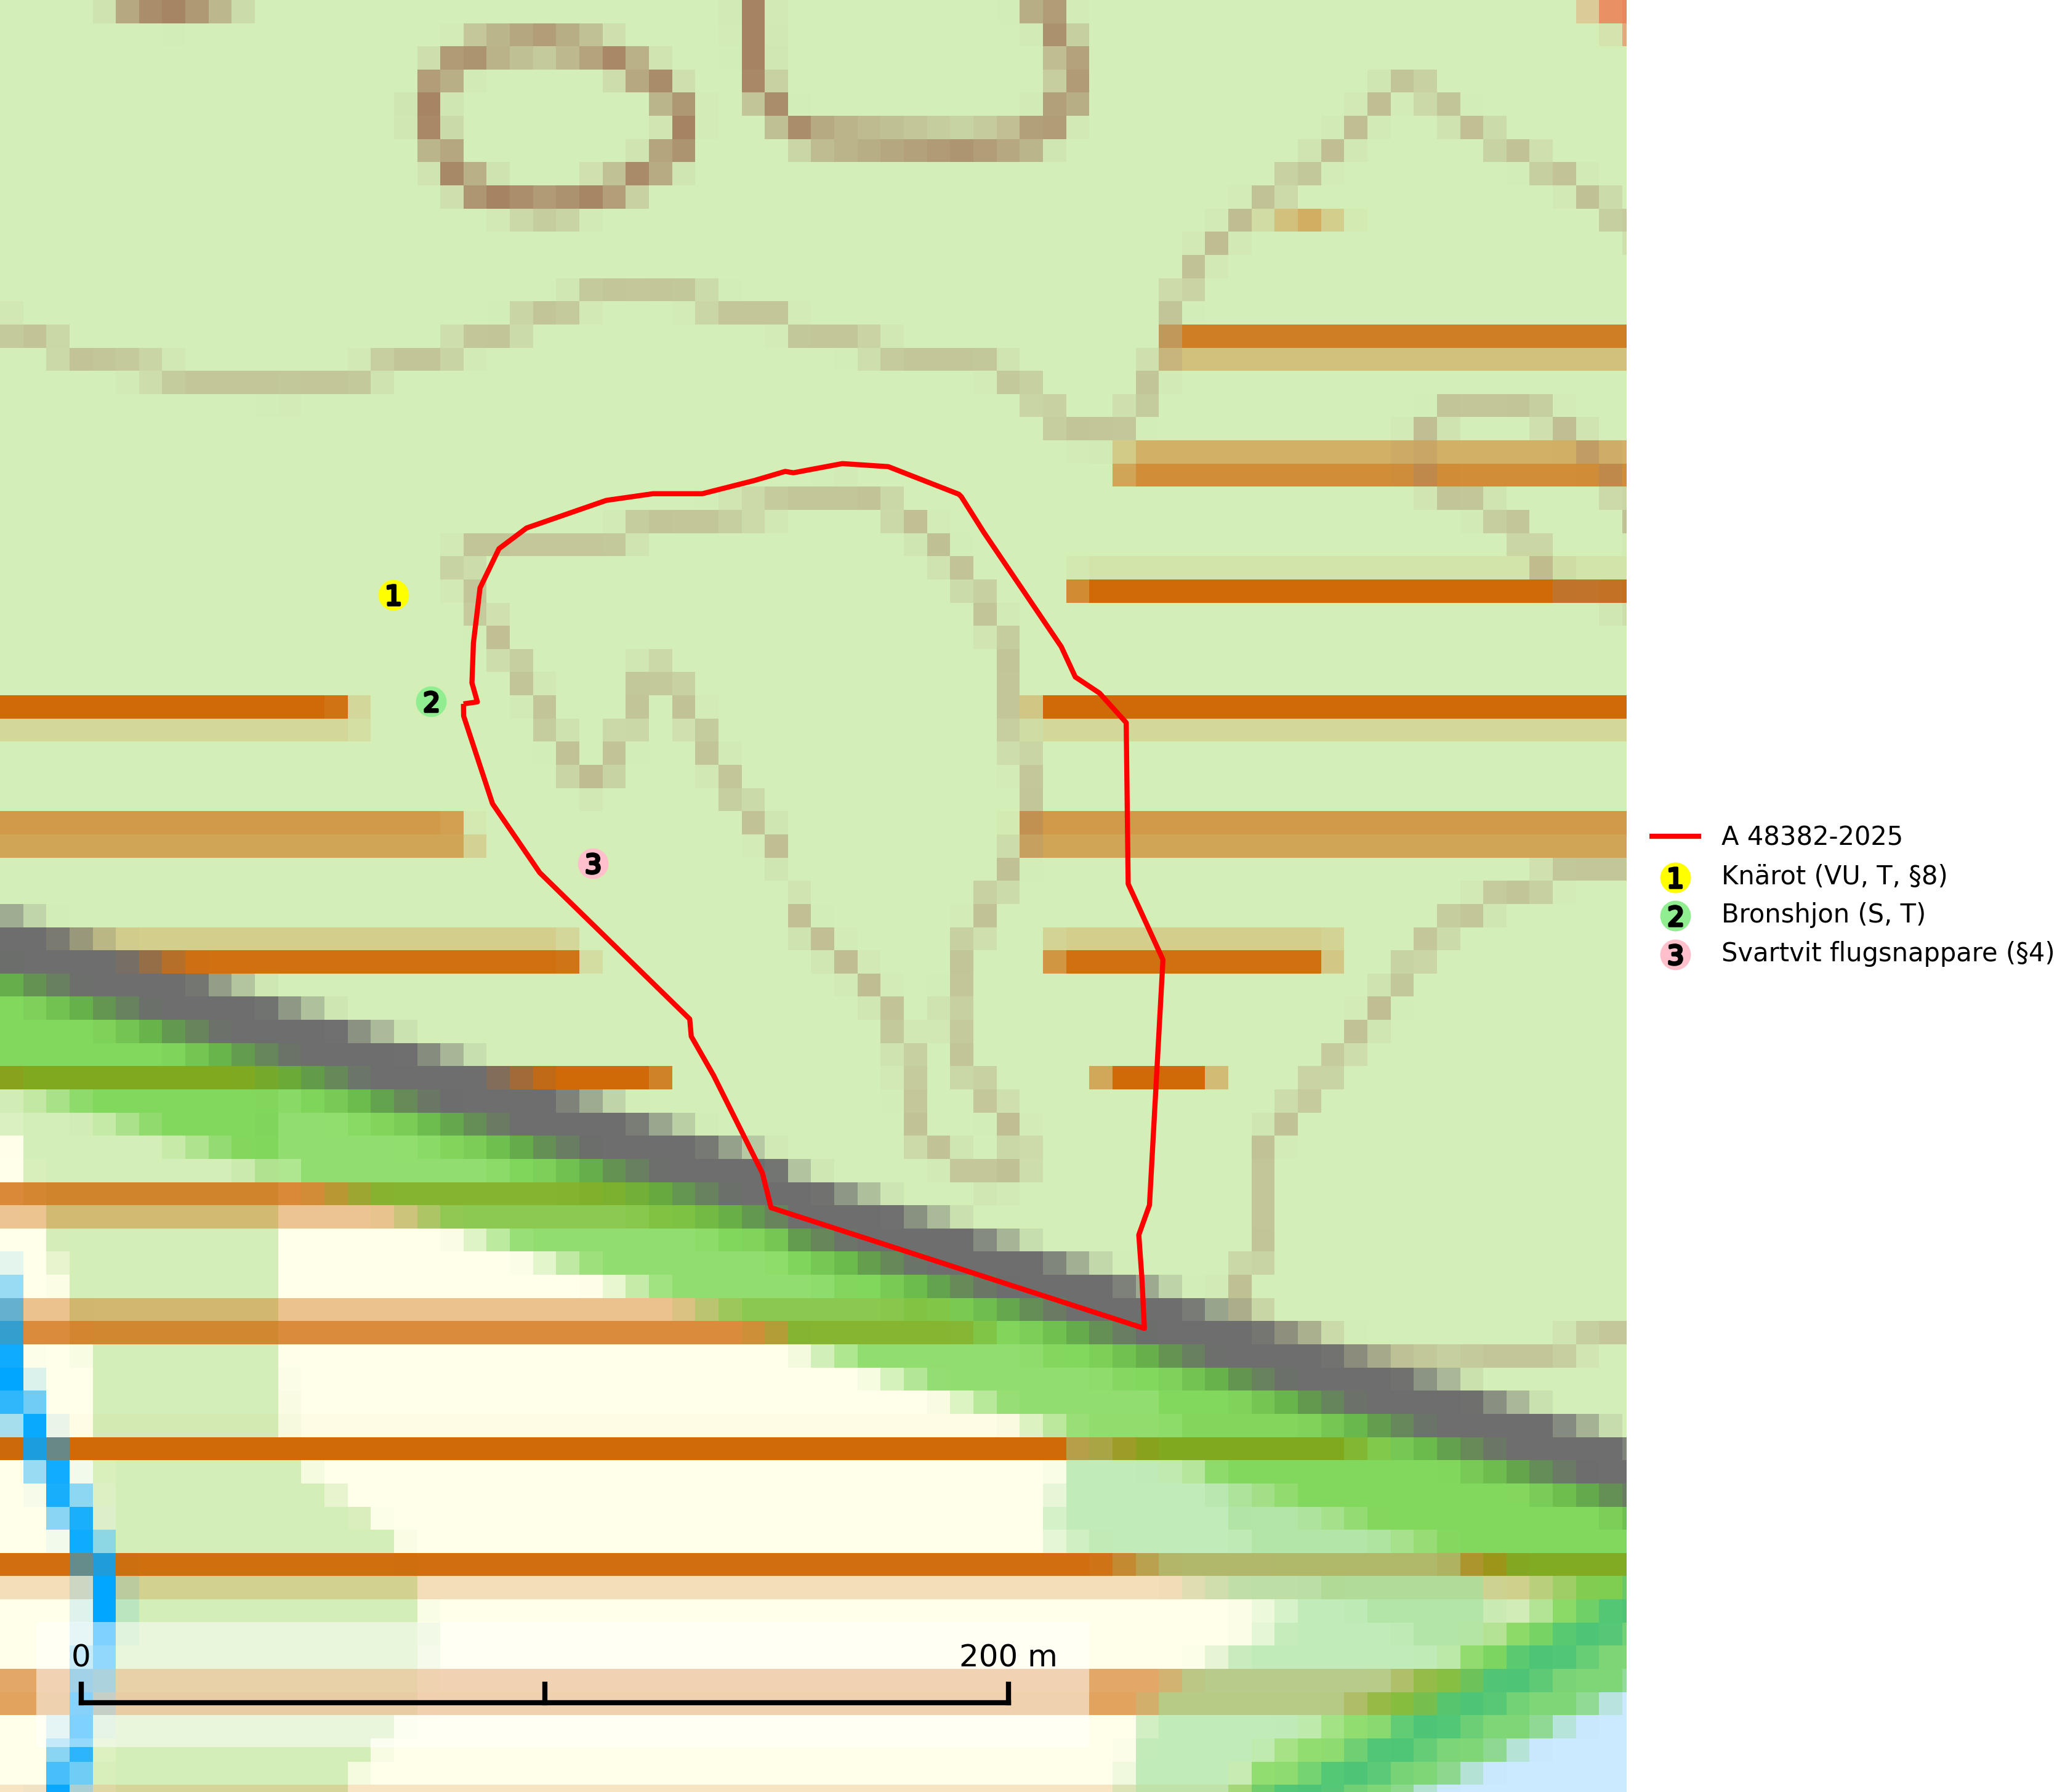 1
2
3
A 48382-2025
1 Knärot (VU, T, §8)
2 Bronshjon (S, T)
3 Svartvit flugsnappare (§4)
0 200 m